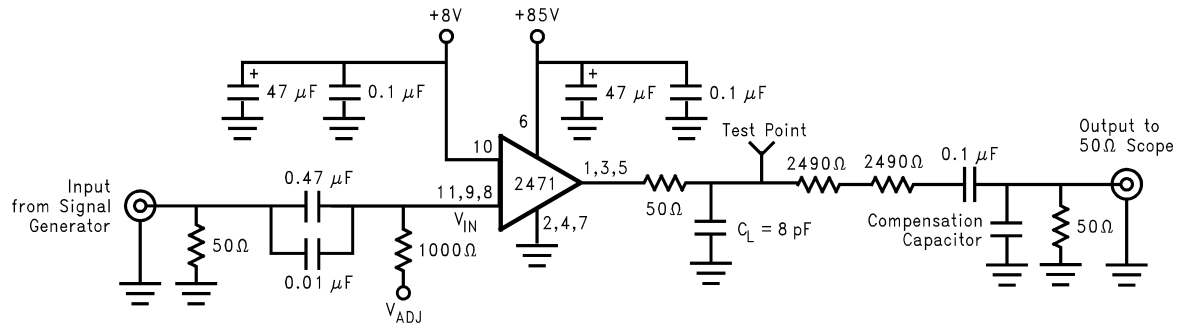 +8V
+85V
+
47 μF
0.1 μF
+
47 μF
0.1 μF
6
10
Test Point
Output to
50Ω Scope
Input
from Signal
Generator
0.47 μF
11,9,8
V_IN
2471
1,3,5
2490Ω
2490Ω
0.1 μF
50Ω
50Ω
0.01 μF
1000Ω
2,4,7
C_L = 8 pF
Compensation
Capacitor
50Ω
V_ADJ